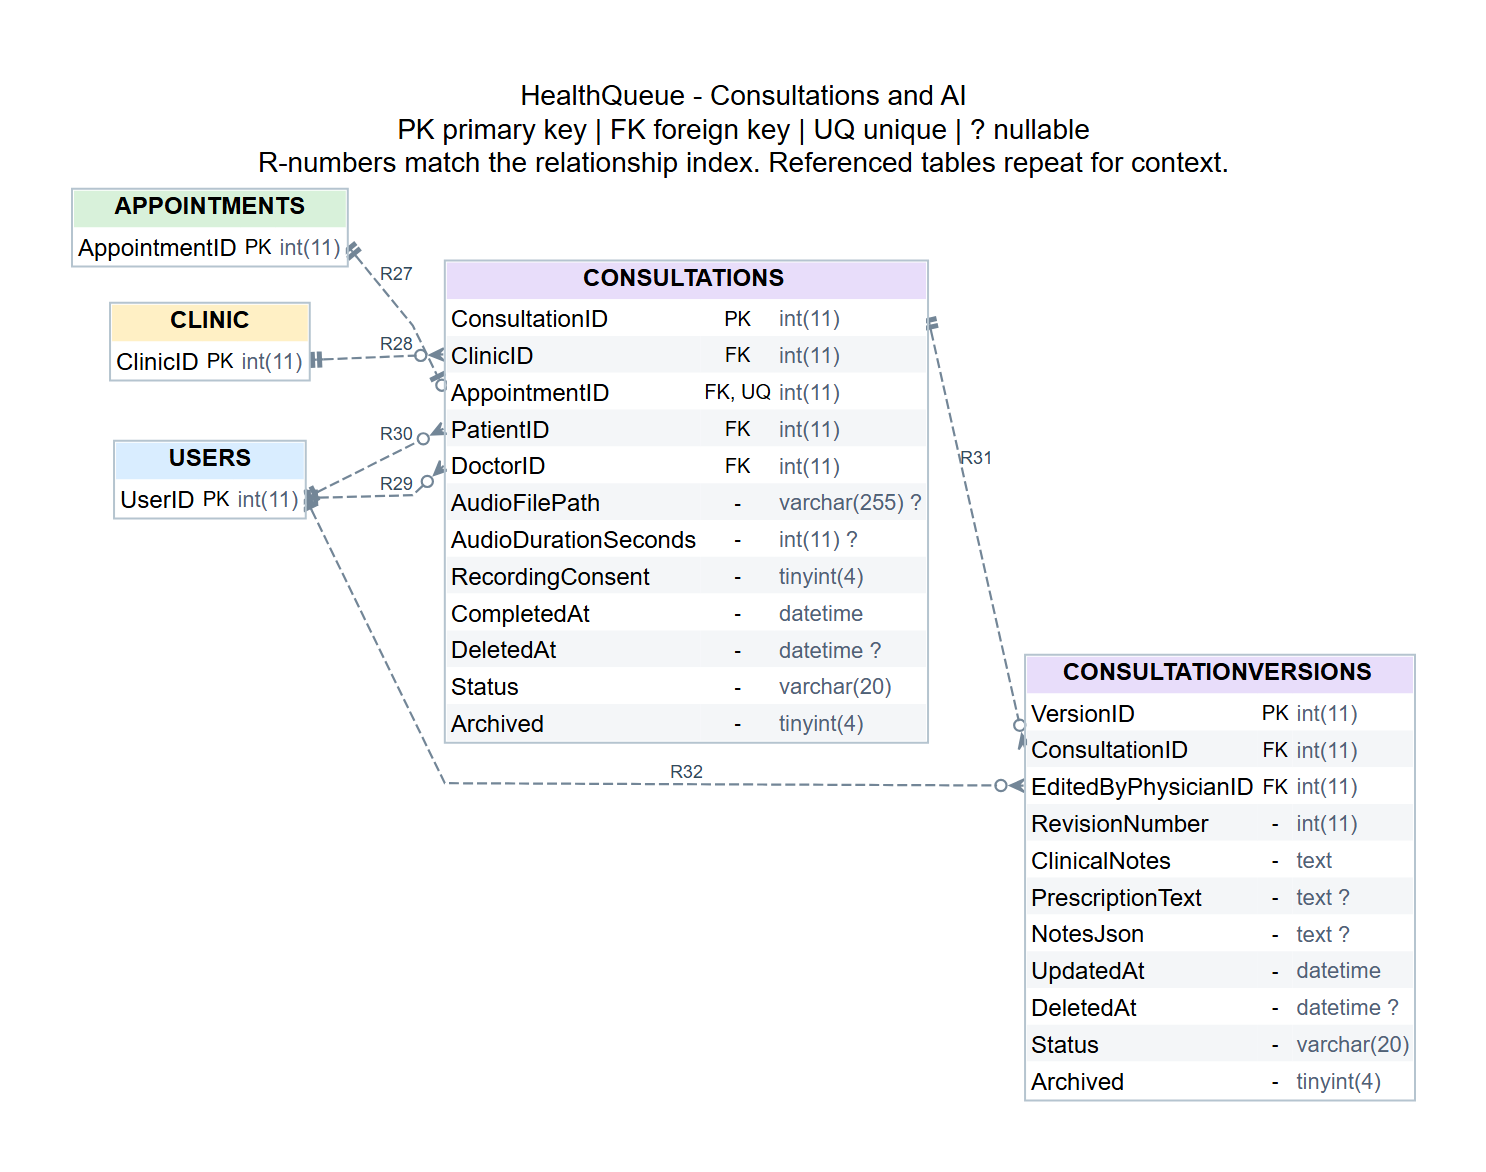 HealthQueue - Consultations and AI
PK primary key | FK foreign key | UQ unique | ? nullable
R-numbers match the relationship index. Referenced tables repeat for context.
APPOINTMENTS
AppointmentID PK int(11)
R27
CLINIC
ClinicID PK int(11)
R28
USERS
UserID PK int(11)
R30
R29
CONSULTATIONS
ConsultationID PK int(11)
ClinicID FK int(11)
AppointmentID FK, UQ int(11)
PatientID FK int(11)
DoctorID FK int(11)
AudioFilePath - varchar(255) ?
AudioDurationSeconds - int(11) ?
RecordingConsent - tinyint(4)
CompletedAt - datetime
DeletedAt - datetime ?
Status - varchar(20)
Archived - tinyint(4)
R31
R32
CONSULTATIONVERSIONS
VersionID PK int(11)
ConsultationID FK int(11)
EditedByPhysicianID FK int(11)
RevisionNumber - int(11)
ClinicalNotes - text
PrescriptionText - text ?
NotesJson - text ?
UpdatedAt - datetime
DeletedAt - datetime ?
Status - varchar(20)
Archived - tinyint(4)